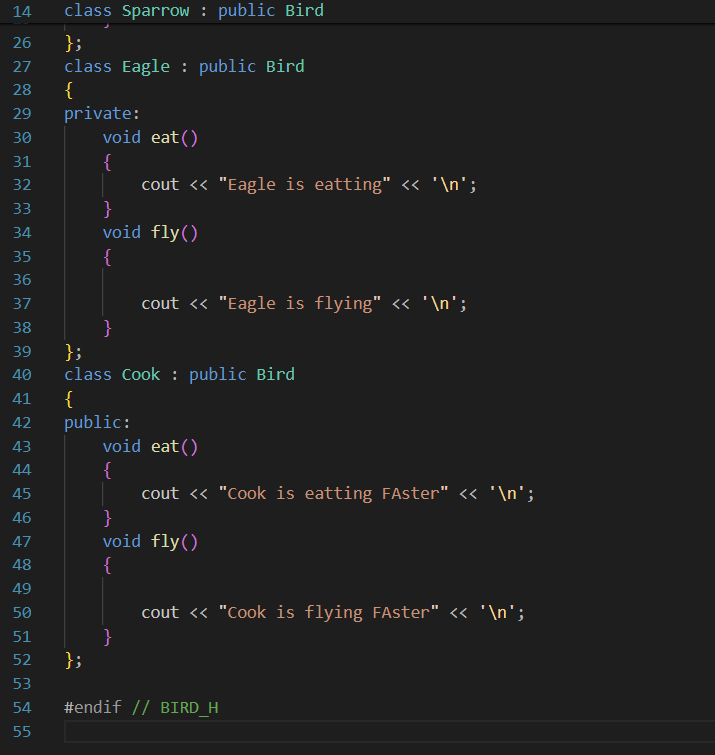 14 class Sparrow : public Bird
26 };
27 class Eagle : public Bird
28 {
29 private:
30     void eat()
31     {
32         cout << "Eagle is eatting" << '\n';
33     }
34     void fly()
35     {
36
37         cout << "Eagle is flying" << '\n';
38     }
39 };
40 class Cook : public Bird
41 {
42 public:
43     void eat()
44     {
45         cout << "Cook is eatting FAster" << '\n';
46     }
47     void fly()
48     {
49
50         cout << "Cook is flying FAster" << '\n';
51     }
52 };
53
54 #endif // BIRD_H
55